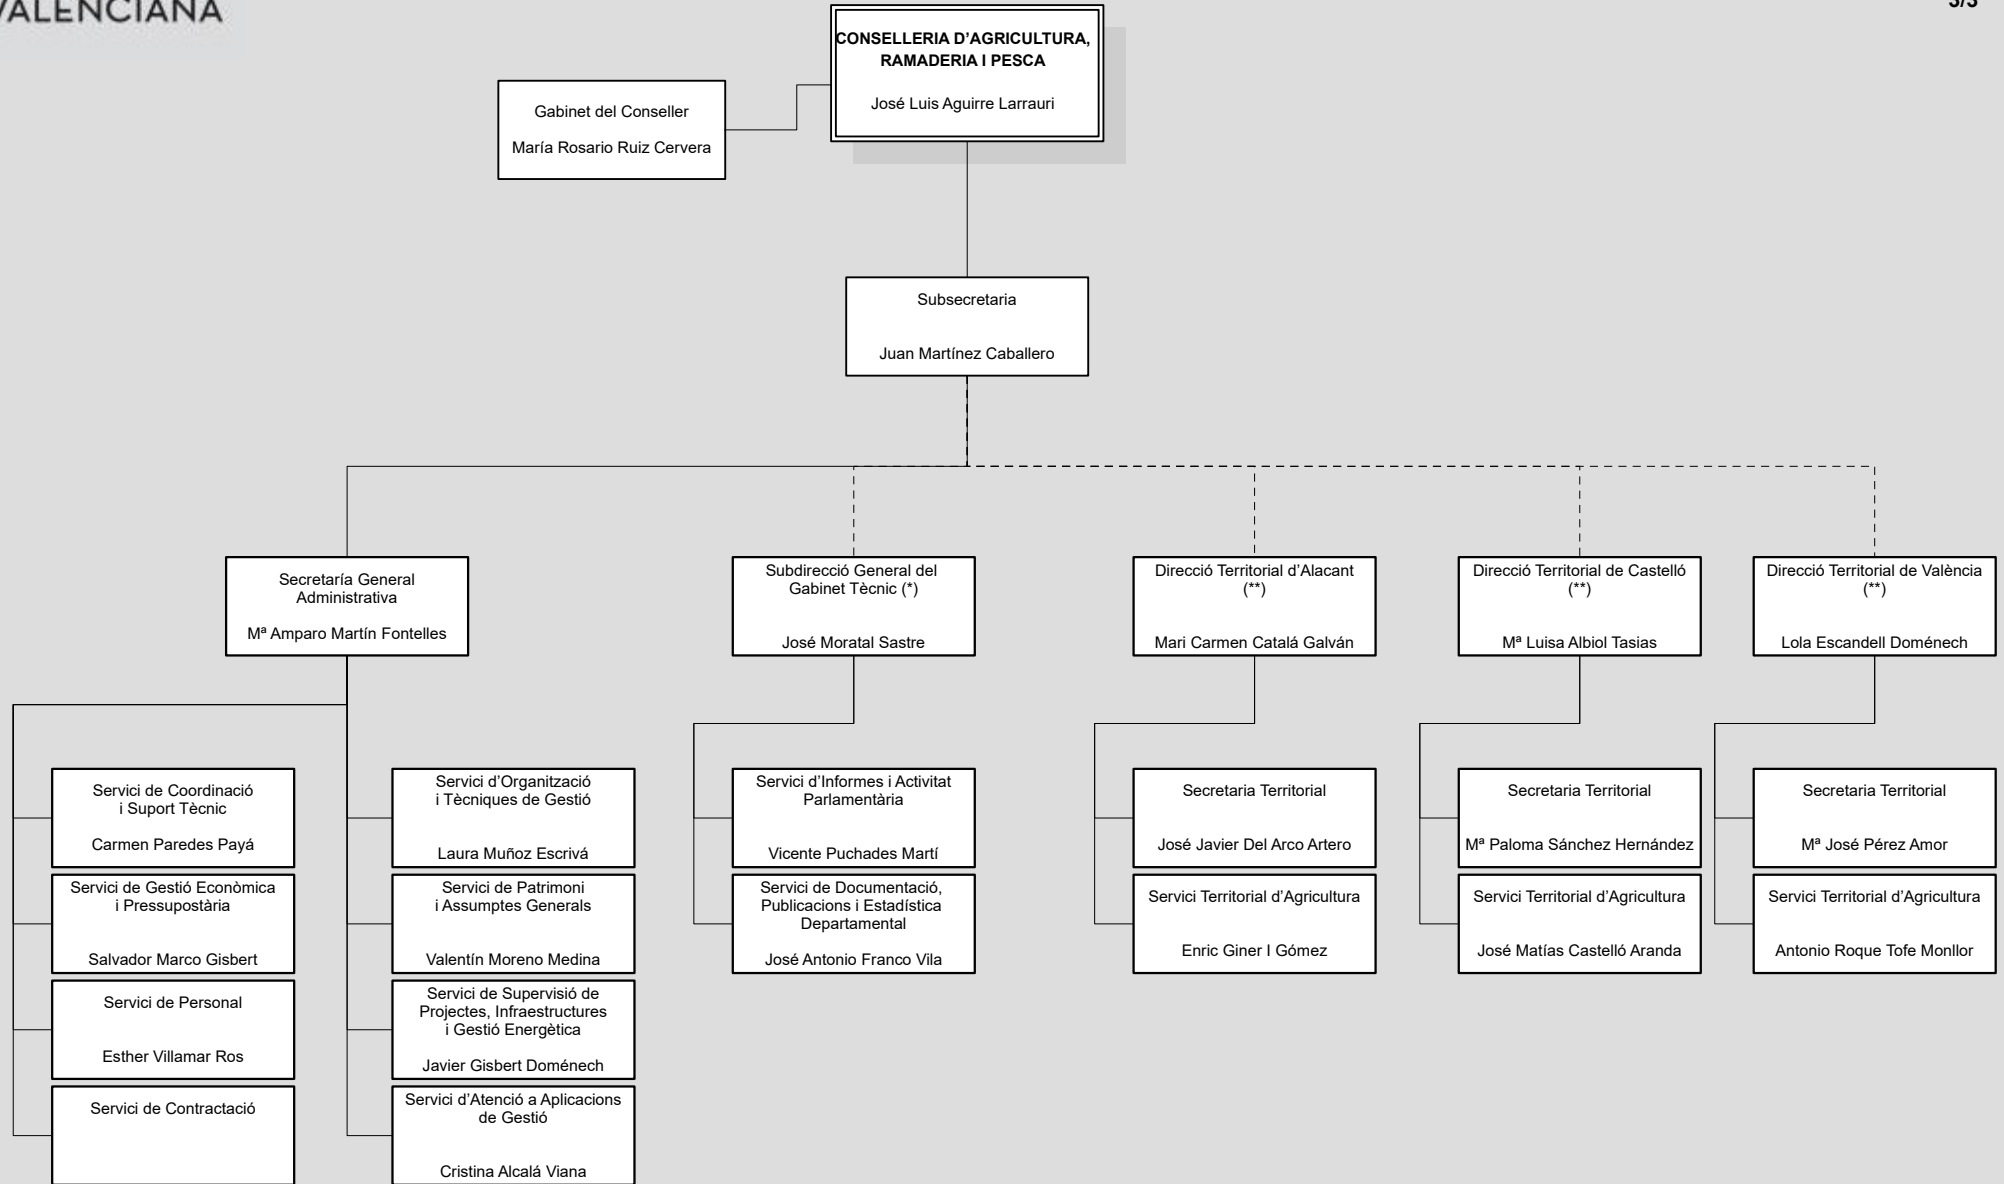 VALENCIANA
3/3
CONSELLERIA D’AGRICULTURA,
RAMADERIA I PESCA
José Luis Aguirre Larrauri
Gabinet del Conseller
María Rosario Ruiz Cervera
Subsecretaria
Juan Martínez Caballero
Secretaría General
Administrativa
Mª Amparo Martín Fontelles
Subdirecció General del
Gabinet Tècnic (*)
José Moratal Sastre
Direcció Territorial d’Alacant
(**)
Mari Carmen Catalá Galván
Direcció Territorial de Castelló
(**)
Mª Luisa Albiol Tasias
Direcció Territorial de València
(**)
Lola Escandell Doménech
Servici de Coordinació
i Suport Tècnic
Carmen Paredes Payá
Servici de Gestió Econòmica
i Pressupostària
Salvador Marco Gisbert
Servici de Personal
Esther Villamar Ros
Servici de Contractació
Servici d’Organització
i Tècniques de Gestió
Laura Muñoz Escrivá
Servici de Patrimoni
i Assumptes Generals
Valentín Moreno Medina
Servici de Supervisió de
Projectes, Infraestructures
i Gestió Energètica
Javier Gisbert Doménech
Servici d’Atenció a Aplicacions
de Gestió
Cristina Alcalá Viana
Servici d’Informes i Activitat
Parlamentària
Vicente Puchades Martí
Servici de Documentació,
Publicacions i Estadística
Departamental
José Antonio Franco Vila
Secretaria Territorial
José Javier Del Arco Artero
Servici Territorial d’Agricultura
Enric Giner I Gómez
Secretaria Territorial
Mª Paloma Sánchez Hernández
Servici Territorial d’Agricultura
José Matías Castelló Aranda
Secretaria Territorial
Mª José Pérez Amor
Servici Territorial d’Agricultura
Antonio Roque Tofe Monllor